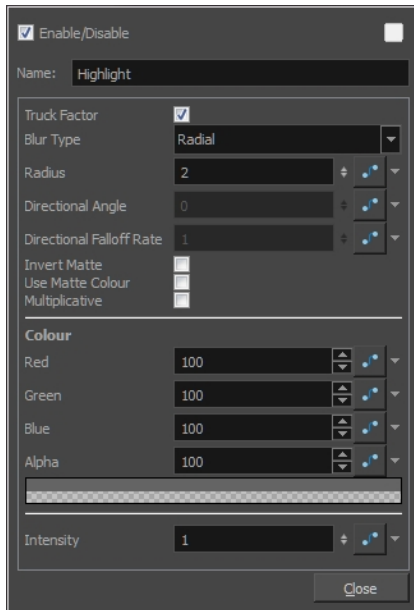 Enable/Disable
Name: Highlight
Truck Factor
Blur Type Radial
Radius 2
Directional Angle 0
Directional Falloff Rate 1
Invert Matte
Use Matte Colour
Multiplicative
Colour
Red 100
Green 100
Blue 100
Alpha 100
Intensity 1
Close